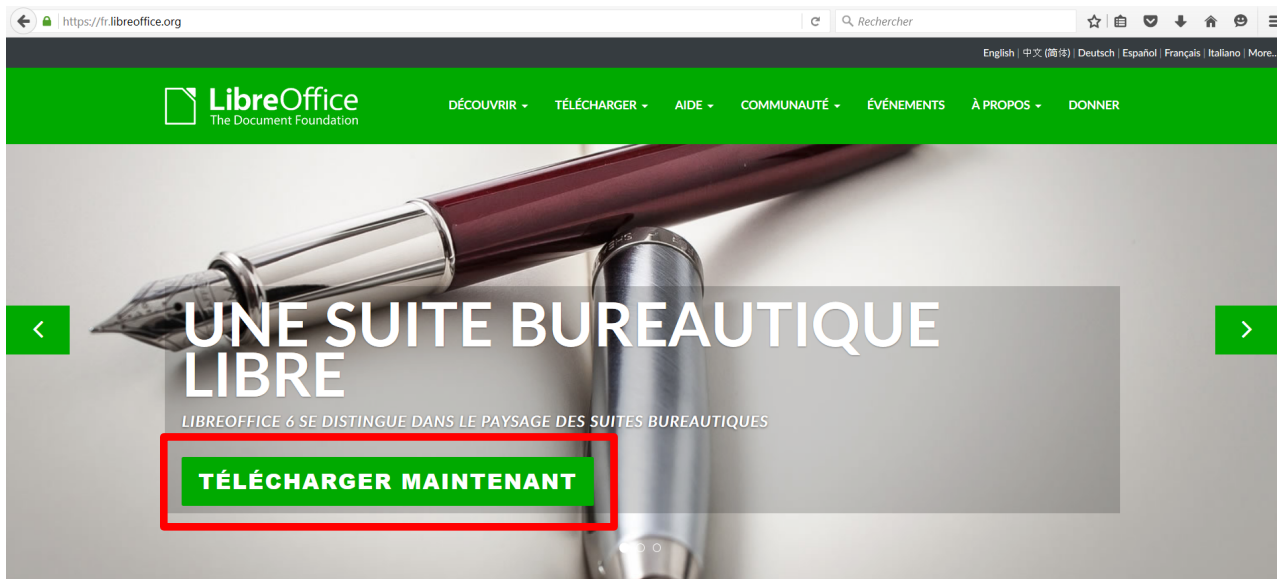 https://fr.libreoffice.org
Rechercher
English | 中文 (简体) | Deutsch | Español | Français | Italiano | More...
LibreOffice
The Document Foundation
DÉCOUVRIR TÉLÉCHARGER AIDE COMMUNAUTÉ ÉVÉNEMENTS À PROPOS DONNER
UNE SUITE BUREAUTIQUE
LIBRE
LIBREOFFICE 6 SE DISTINGUE DANS LE PAYSAGE DES SUITES BUREAUTIQUES
TÉLÉCHARGER MAINTENANT